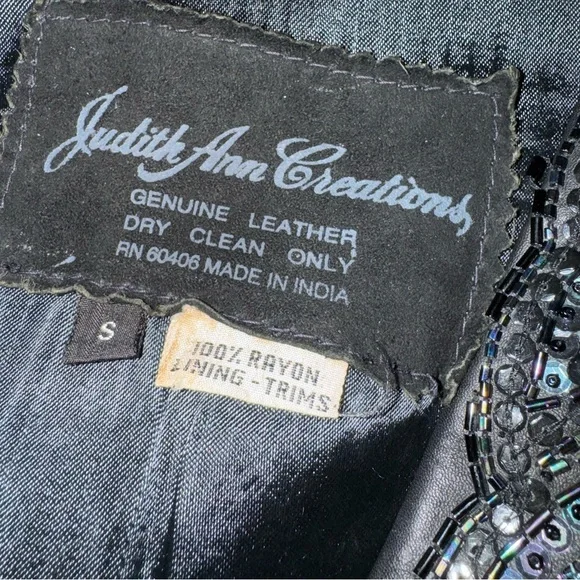 Judith Ann Creations
GENUINE LEATHER
DRY CLEAN ONLY
RN 60406 MADE IN INDIA
S
100% RAYON
LINING - TRIMS